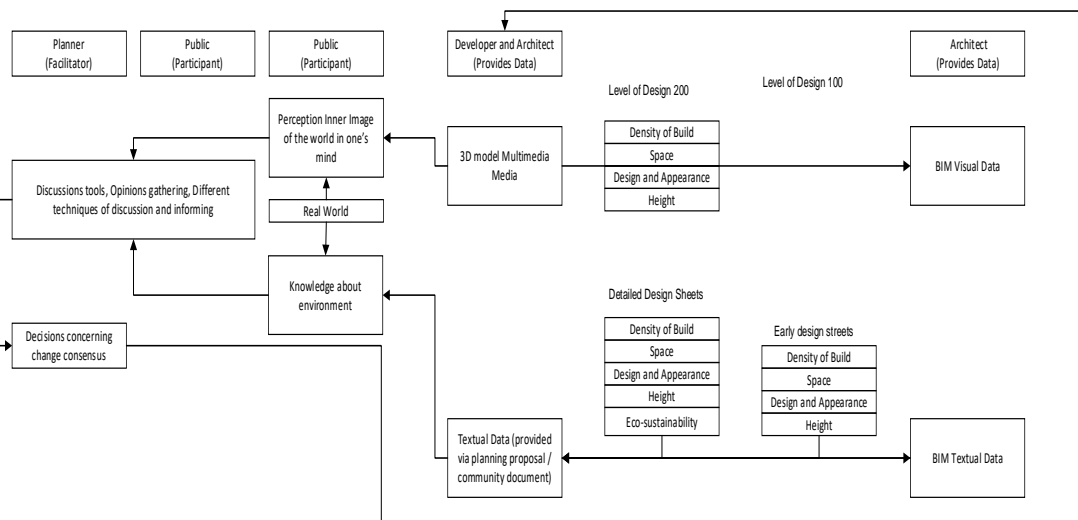 Planner
(Facilitator)
Public
(Participant)
Public
(Participant)
Developer and Architect
(Provides Data)
Architect
(Provides Data)
Level of Design 200
Level of Design 100
Perception Inner Image
of the world in one's
mind
3D model Multimedia
Media
Density of Build
Space
Design and Appearance
Height
BIM Visual Data
Discussions tools, Opinions gathering, Different
techniques of discussion and informing
Real World
Knowledge about
environment
Detailed Design Sheets
Density of Build
Space
Design and Appearance
Height
Eco-sustainability
Early design streets
Density of Build
Space
Design and Appearance
Height
Decisions concerning
change consensus
Textual Data (provided
via planning proposal /
community document)
BIM Textual Data